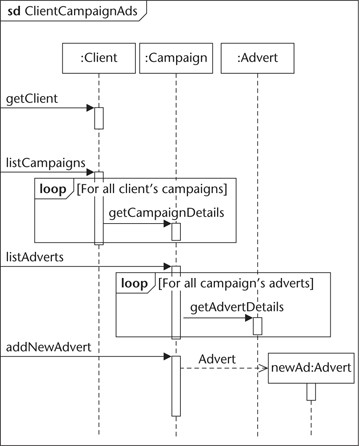 sd ClientCampaignAds
:Client :Campaign :Advert
getClient
listCampaigns
loop [For all client's campaigns]
getCampaignDetails
listAdverts
loop [For all campaign's adverts]
getAdvertDetails
addNewAdvert
Advert
newAd:Advert